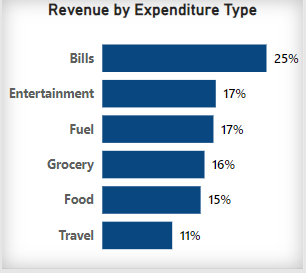 Revenue by Expenditure Type
Bills 25%
Entertainment 17%
Fuel 17%
Grocery 16%
Food 15%
Travel 11%